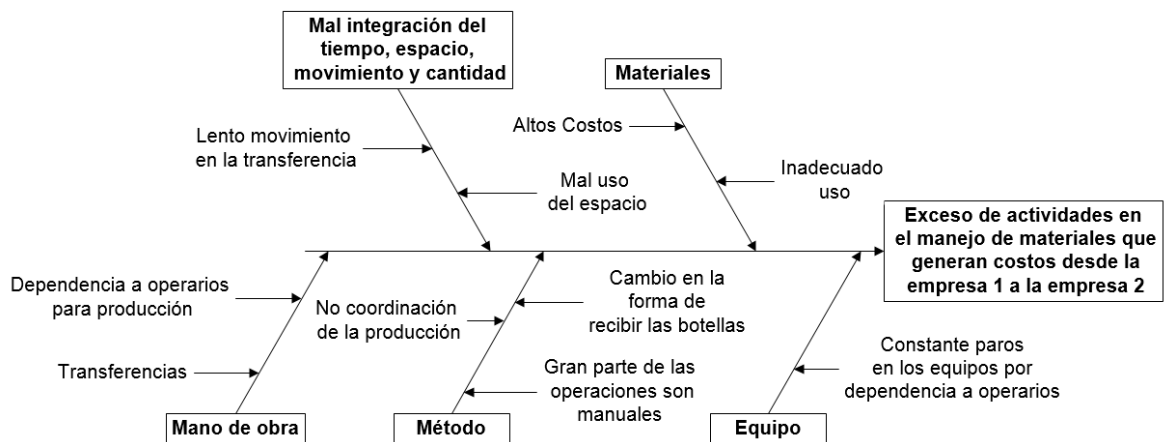 Mal integración del
tiempo, espacio,
movimiento y cantidad
Materiales
Altos Costos
Lento movimiento
en la transferencia
Inadecuado
uso
Mal uso
del espacio
Exceso de actividades en
el manejo de materiales que
generan costos desde la
empresa 1 a la empresa 2
Dependencia a operarios
para producción
No coordinación
de la producción
Cambio en la
forma de
recibir las botellas
Transferencias
Gran parte de las
operaciones son
manuales
Constante paros
en los equipos por
dependencia a operarios
Mano de obra
Método
Equipo